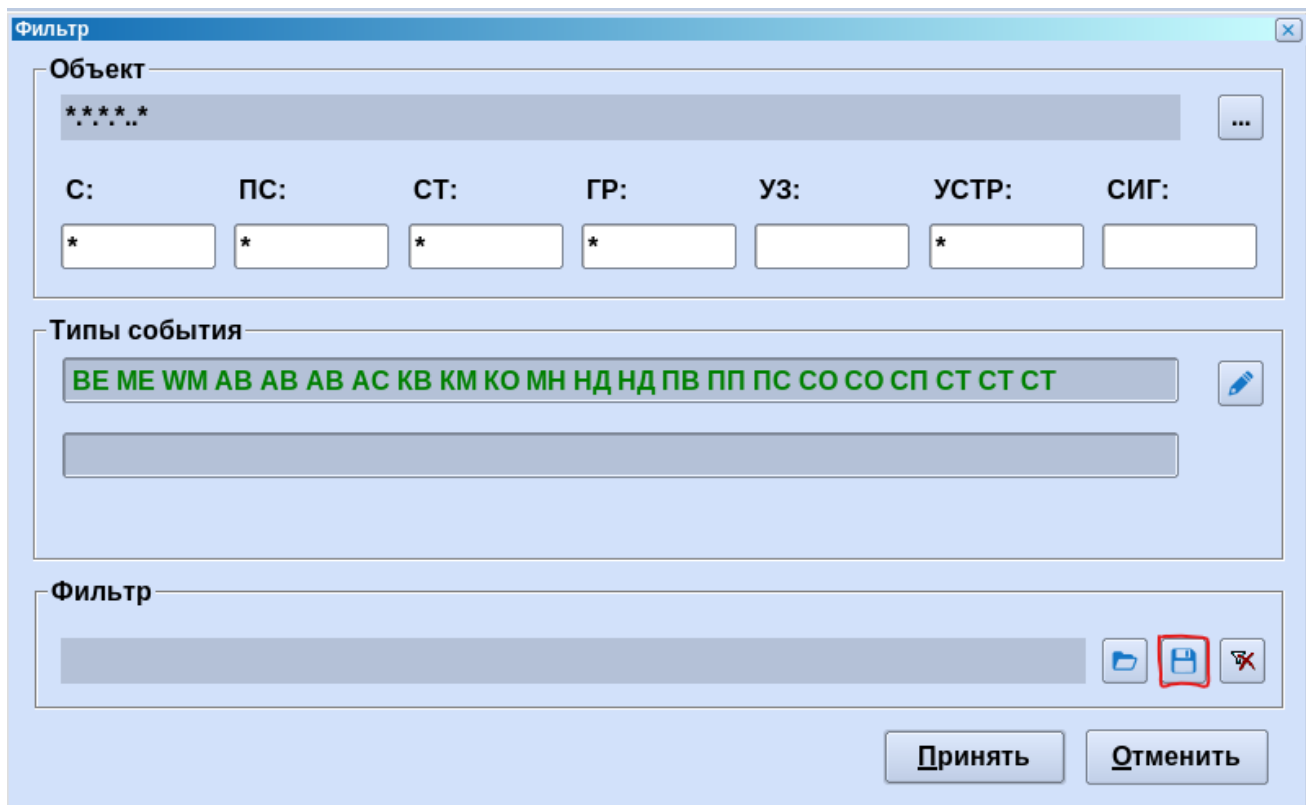 Фильтр
Объект
*.*.*.*..*
...
С: ПС: СТ: ГР: УЗ: УСТР: СИГ:
* * * * *
Типы события
ВЕ МЕ WM АВ АВ АВ АС КВ КМ КО МН НД НД ПВ ПП ПС СО СО СП СТ СТ СТ
Фильтр
Принять Отменить